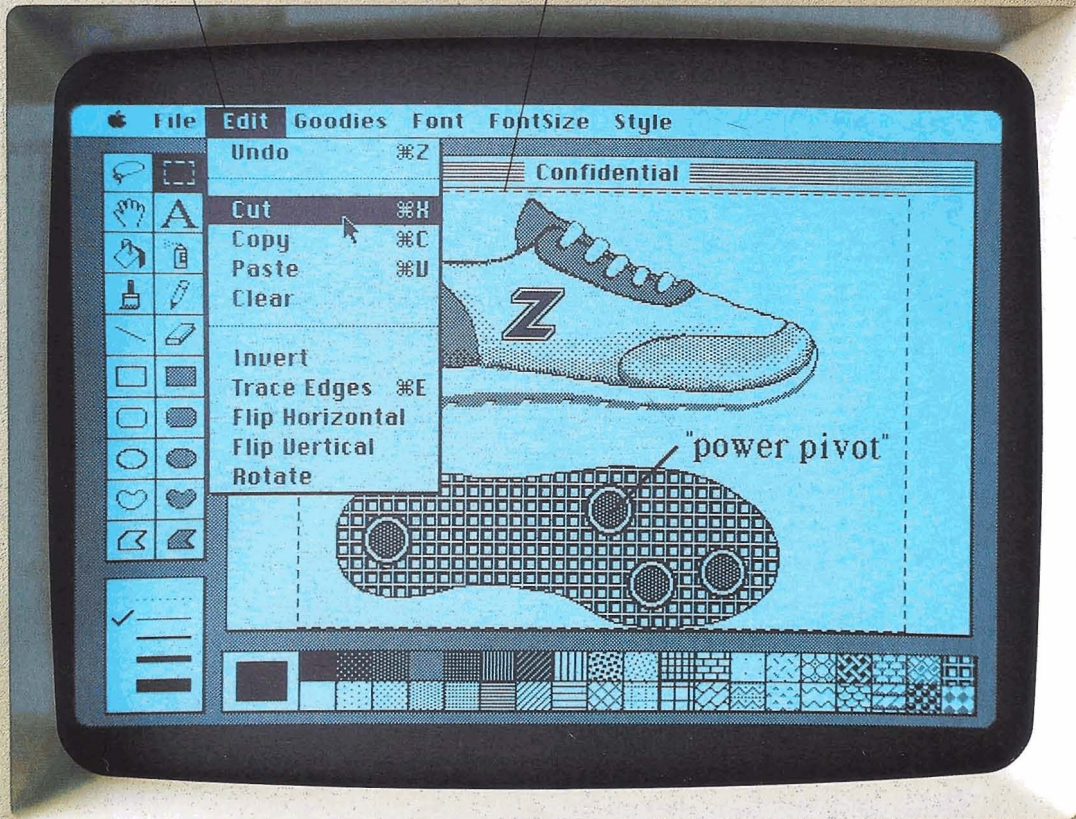 File Edit Goodies Font FontSize Style
Undo ⌘Z
Confidential
Cut ⌘X
Copy ⌘C
Paste ⌘V
Clear
Invert
Trace Edges ⌘E
Flip Horizontal
Flip Vertical
Rotate
A
Z
"power pivot"